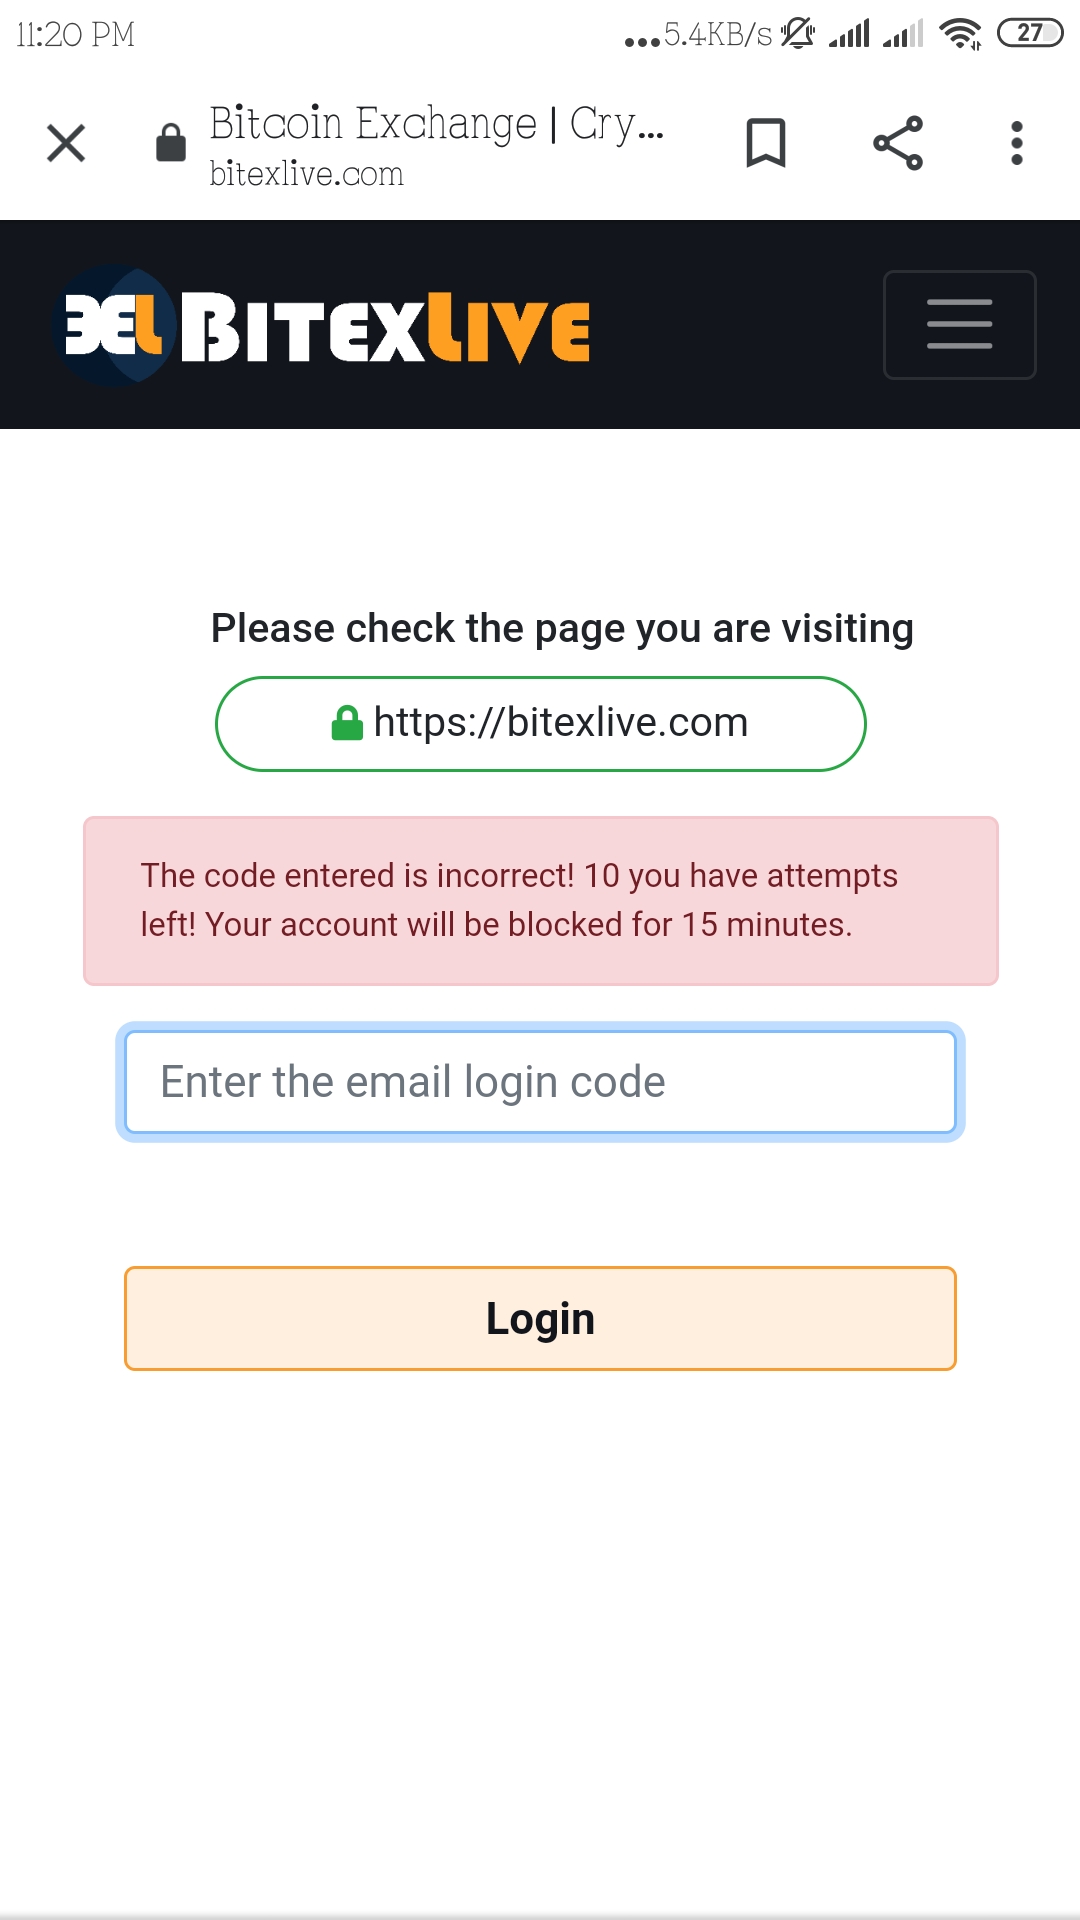 11:20 PM
...5.4KB/s
27
Bitcoin Exchange | Cry...
bitexlive.com
BEL BITEXLIVE
Please check the page you are visiting
https://bitexlive.com
The code entered is incorrect! 10 you have attempts
left! Your account will be blocked for 15 minutes.
Enter the email login code
Login